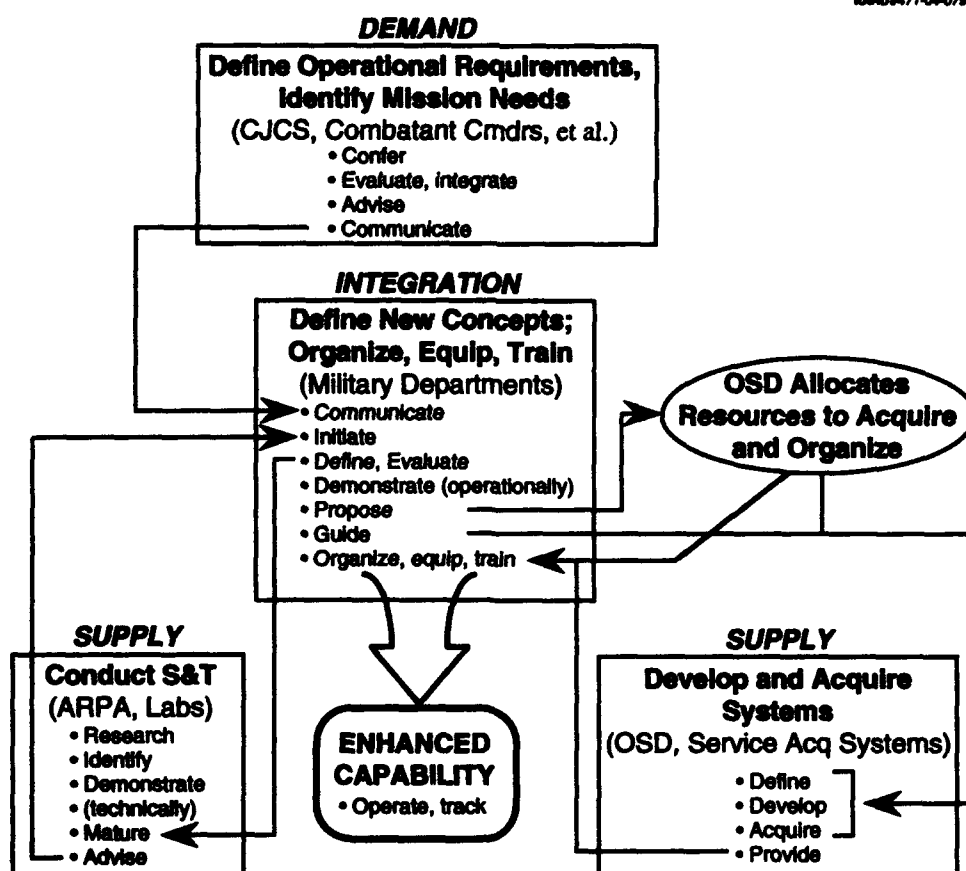 DEMAND
Define Operational Requirements,
Identify Mission Needs
(CJCS, Combatant Cmdrs, et al.)
• Confer
• Evaluate, integrate
• Advise
• Communicate
INTEGRATION
Define New Concepts;
Organize, Equip, Train
(Military Departments)
• Communicate
• Initiate
• Define, Evaluate
• Demonstrate (operationally)
• Propose
• Guide
• Organize, equip, train
OSD Allocates
Resources to Acquire
and Organize
SUPPLY
Conduct S&T
(ARPA, Labs)
• Research
• Identify
• Demonstrate
• (technically)
• Mature
• Advise
ENHANCED
CAPABILITY
• Operate, track
SUPPLY
Develop and Acquire
Systems
(OSD, Service Acq Systems)
• Define
• Develop
• Acquire
• Provide